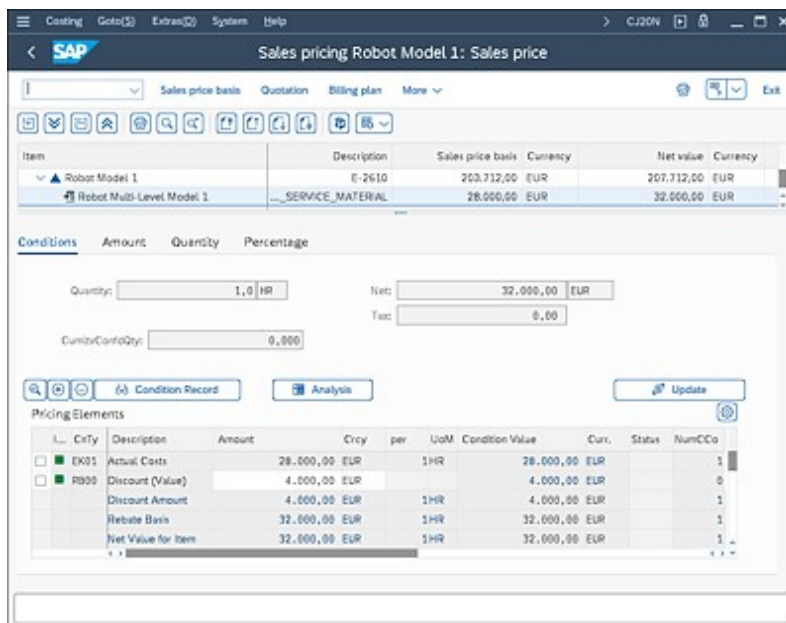 Costing Goto(S) Extras(Q) System Help CJ20N
SAP Sales pricing Robot Model 1: Sales price
Sales price basis Quotation Billing plan More Exit
Item Description Sales price basis Currency Net value Currency
Robot Model 1 E-2610 203.712,00 EUR 207.712,00 EUR
Robot Multi-Level Model 1 ..._SERVICE_MATERIAL 28.000,00 EUR 32.000,00 EUR
Conditions Amount Quantity Percentage
Quantity: 1,0 HR Net: 32.000,00 EUR
Tax: 0,00
CumltvConfdQty: 0,000
Condition Record Analysis Update
Pricing Elements
I... CnTy Description Amount Crcy per UoM Condition Value Curr. Status NumCCo
EK01 Actual Costs 28.000,00 EUR 1 HR 28.000,00 EUR 1
RB00 Discount (Value) 4.000,00 EUR 4.000,00 EUR 0
Discount Amount 4.000,00 EUR 1 HR 4.000,00 EUR 1
Rebate Basis 32.000,00 EUR 1 HR 32.000,00 EUR 1
Net Value for Item 32.000,00 EUR 1 HR 32.000,00 EUR 1